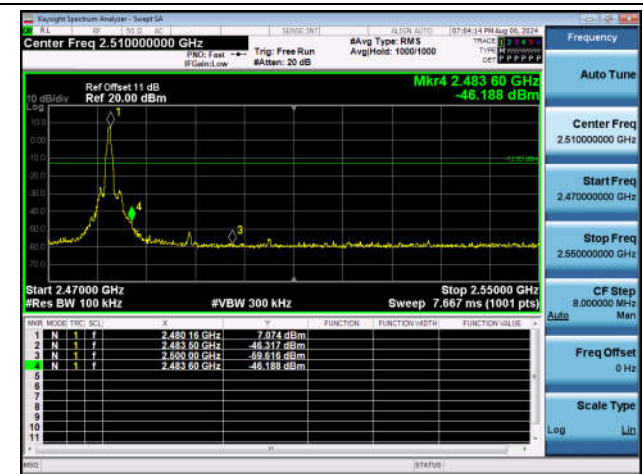 Keysight Spectrum Analyzer - Swept SA
RL RF 50 Ω AC SENSE:INT ALIGN AUTO 07:04:14 PM Aug 06, 2024
Center Freq 2.510000000 GHz #Avg Type: RMS TRACE 1 2 3 4 5 6
PNO: Fast Trig: Free Run Avg|Hold: 1000/1000 TYPE
IFGain:Low #Atten: 20 dB DET P P P P P P
Frequency
Auto Tune
Mkr4 2.483 60 GHz
-46.188 dBm
Ref Offset 11 dB
10 dB/div Ref 20.00 dBm
Log
10.0
0.00
-10.0
-20.0
-30.0
-40.0
-50.0
-60.0
-70.0
1
4
3
Center Freq
2.510000000 GHz
Start Freq
2.470000000 GHz
Stop Freq
2.550000000 GHz
Start 2.47000 GHz Stop 2.55000 GHz
#Res BW 100 kHz #VBW 300 kHz Sweep 7.667 ms (1001 pts)
CF Step
8.000000 MHz
Auto Man
MKR MODE TRC SCL X Y FUNCTION FUNCTION WIDTH FUNCTION VALUE
1 N 1 f 2.480 16 GHz 7.074 dBm
2 N 1 f 2.483 50 GHz -46.317 dBm
3 N 1 f 2.500 00 GHz -59.616 dBm
4 N 1 f 2.483 60 GHz -46.188 dBm
5
6
7
8
9
10
11
Freq Offset
0 Hz
Scale Type
Log Lin
MSG STATUS